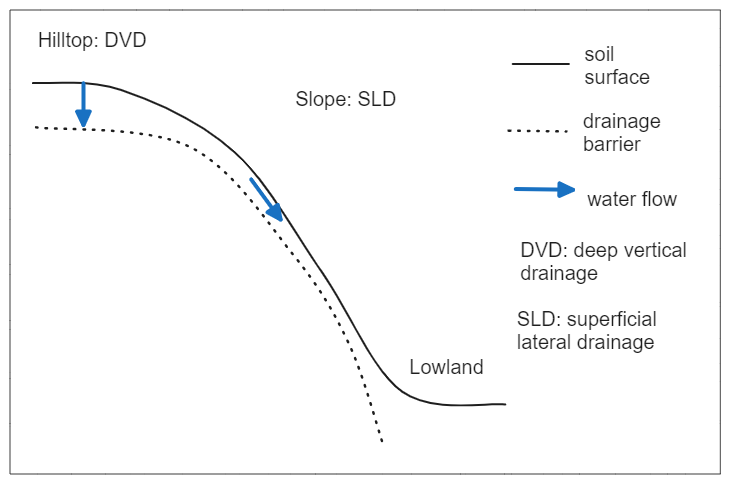 Hilltop: DVD
Slope: SLD
Lowland
soil
surface
drainage
barrier
water flow
DVD: deep vertical
drainage
SLD: superficial
lateral drainage